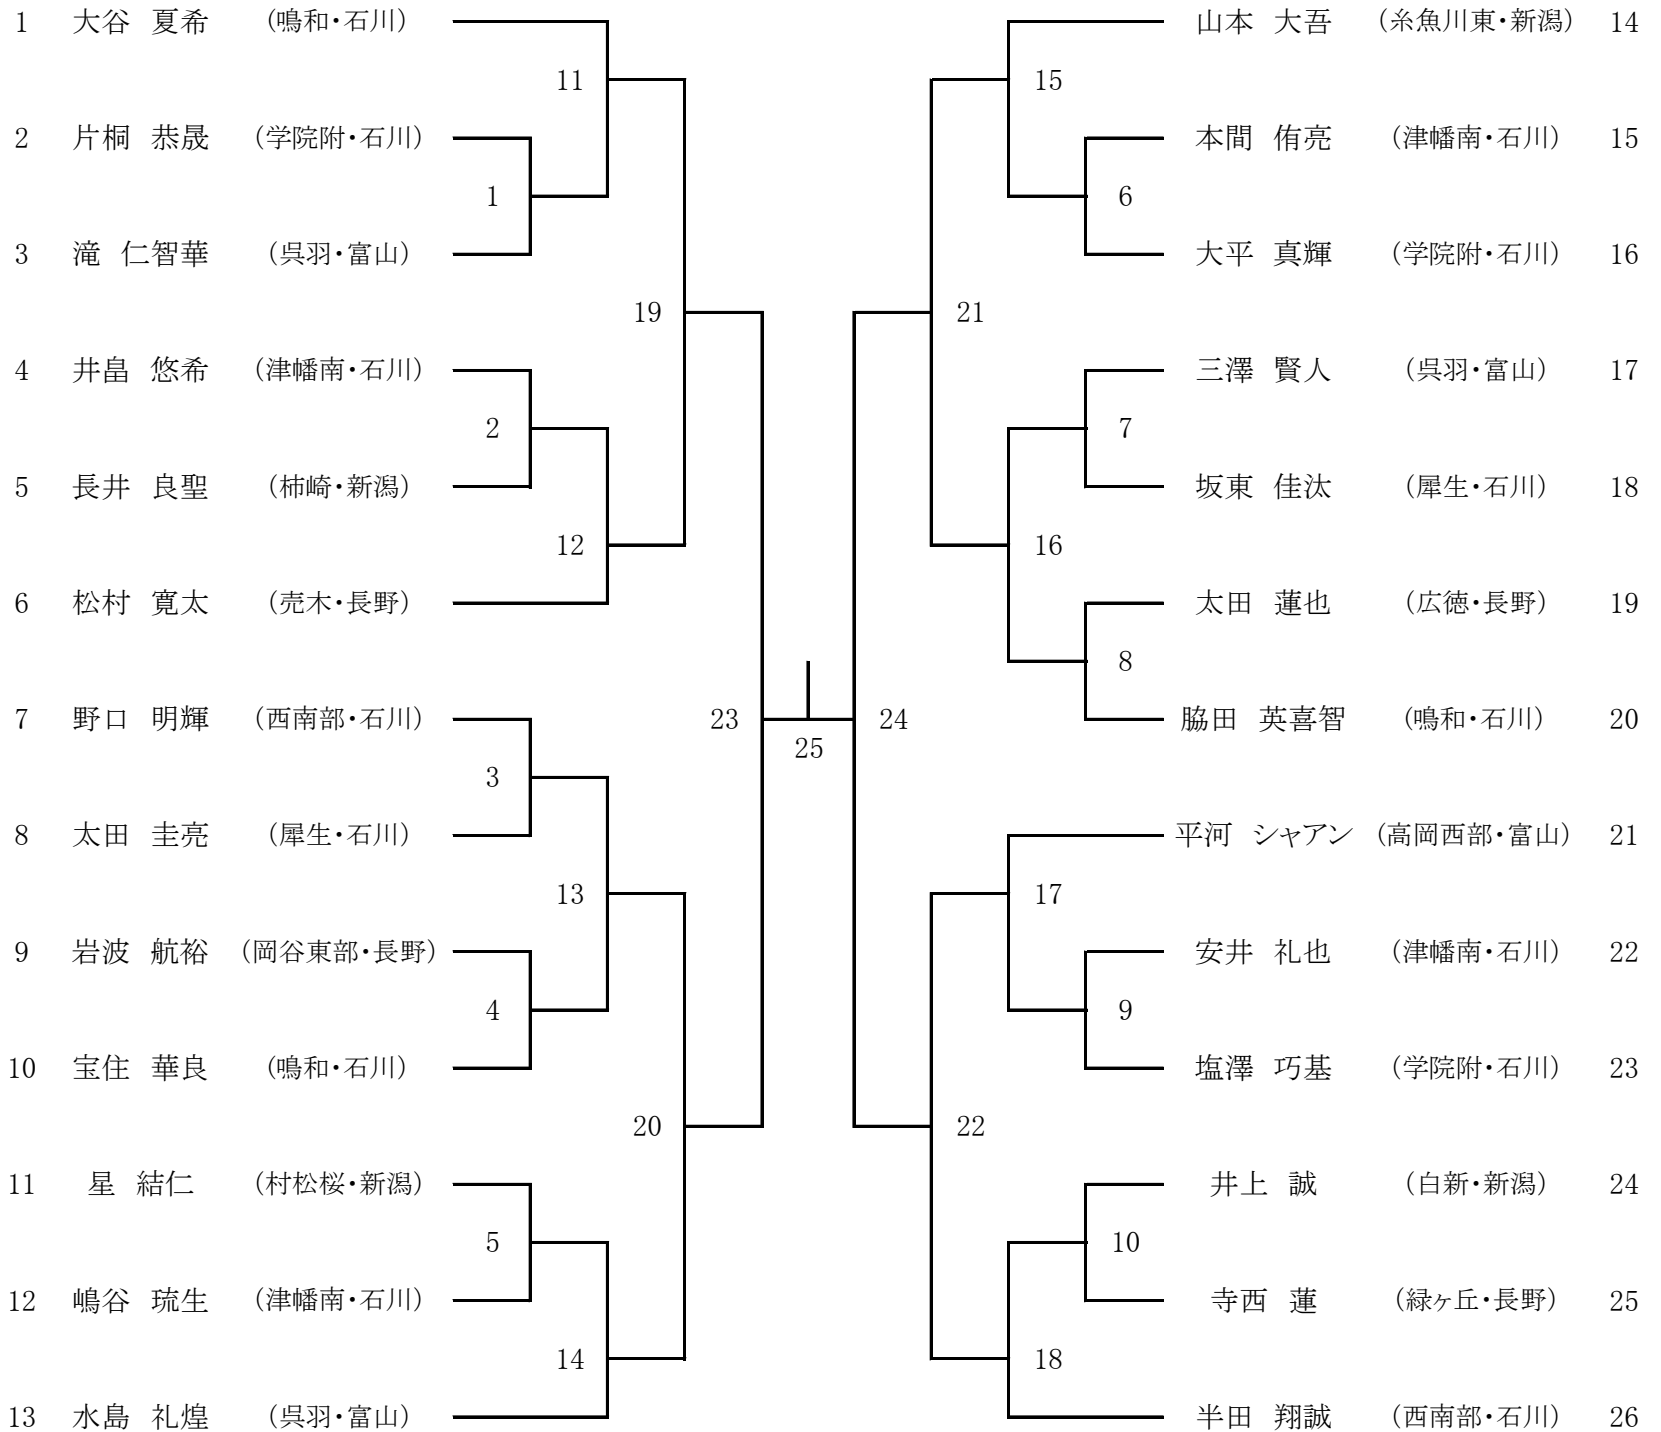 1 大谷 夏希 (鳴和・石川) 山本 大吾 (糸魚川東・新潟) 14
11 15
2 片桐 恭晟 (学院附・石川) 本間 侑亮 (津幡南・石川) 15
1 6
3 滝 仁智華 (呉羽・富山) 大平 真輝 (学院附・石川) 16
19 21
4 井畠 悠希 (津幡南・石川) 三澤 賢人 (呉羽・富山) 17
2 7
5 長井 良聖 (柿崎・新潟) 坂東 佳汰 (犀生・石川) 18
12 16
6 松村 寛太 (売木・長野) 太田 蓮也 (広徳・長野) 19
8
7 野口 明輝 (西南部・石川) 23 24 脇田 英喜智 (鳴和・石川) 20
25
3
8 太田 圭亮 (犀生・石川) 平河 シャアン (高岡西部・富山) 21
13 17
9 岩波 航裕 (岡谷東部・長野) 安井 礼也 (津幡南・石川) 22
4 9
10 宝住 華良 (鳴和・石川) 塩澤 巧基 (学院附・石川) 23
20 22
11 星 結仁 (村松桜・新潟) 井上 誠 (白新・新潟) 24
5 10
12 嶋谷 琉生 (津幡南・石川) 寺西 蓮 (緑ヶ丘・長野) 25
14 18
13 水島 礼煌 (呉羽・富山) 半田 翔誠 (西南部・石川) 26